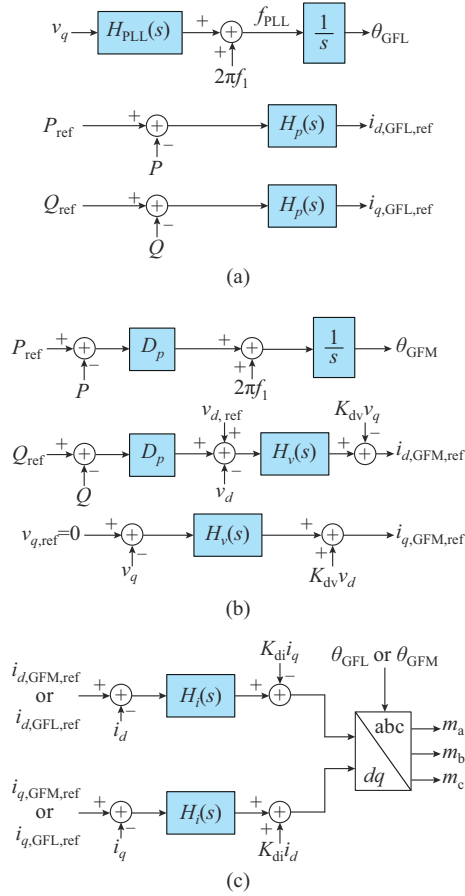 v_q H_PLL(s) + + f_PLL 1/s θ_GFL
2πf_1
P_ref + − H_p(s) i_d,GFL,ref
P
Q_ref + − H_p(s) i_q,GFL,ref
Q
(a)
P_ref + − D_p + + 1/s θ_GFM
P 2πf_1
v_d, ref K_dv v_q
Q_ref + − D_p + + − H_v(s) + − i_d,GFM,ref
Q v_d
v_q,ref=0 + − H_v(s) + + i_q,GFM,ref
v_q K_dv v_d
(b)
K_di i_q θ_GFL or θ_GFM
i_d,GFM,ref
or + − H_i(s) + −
i_d,GFL,ref
i_d
abc m_a
m_b
dq m_c
i_q,GFM,ref
or + − H_i(s) + +
i_q,GFL,ref
i_q K_di i_d
(c)